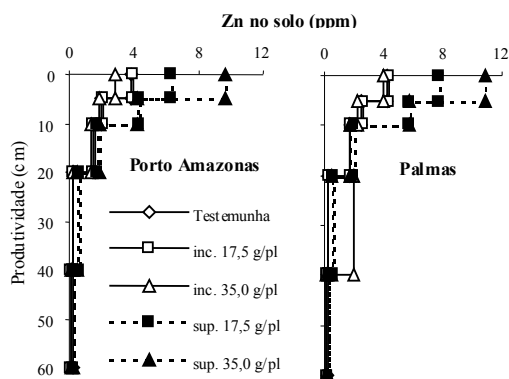 Zn no solo (ppm)
0 4 8 12 0 4 8 12
0
10
20
30
40
50
60
Produtividade (cm)
Porto Amazonas
Palmas
Testemunha
inc. 17,5 g/pl
inc. 35,0 g/pl
sup. 17,5 g/pl
sup. 35,0 g/pl